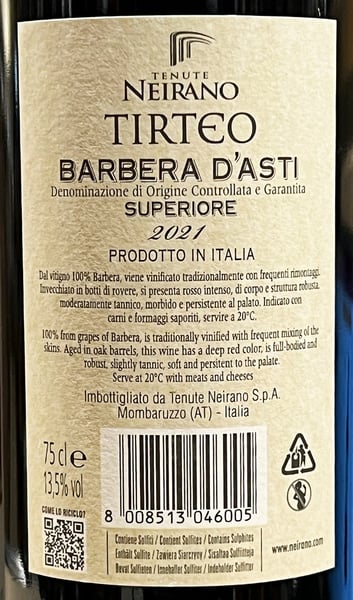 TENUTE
NEIRANO
TIRTEO
BARBERA D'ASTI
Denominazione di Origine Controllata e Garantita
SUPERIORE
2021
PRODOTTO IN ITALIA
Dal vitigno 100% Barbera, viene vinificato tradizionalmente con frequenti rimontaggi.
Invecchiato in botti di rovere, si presenta rosso intenso, di corpo e struttura robusta,
moderatamente tannico, morbido e persistente al palato. Indicato con
carni e formaggi saporiti, servire a 20°C.
100% from grapes of Barbera, is traditionally vinified with frequent mixing of the
skins. Aged in oak barrels, this wine has a deep red color, is full-bodied and
robust, slightly tannic, soft and persistent to the palate.
Serve at 20°C with meats and cheeses
Imbottigliato da Tenute Neirano S.p.A.
Mombaruzzo (AT) - Italia
75 cl e
13,5% vol
COME LO RICICLO?
8 008513 046005
Contiene Solfiti / Contient Sulfites / Contains Sulphites
Enthält Sulfite / Zawiera Siarczyny / Sisaltaa Sulfiitteja
Bevat Sulfieten / Inneháller Sulfiter / Indeholder Sulfitter
www.neirano.com